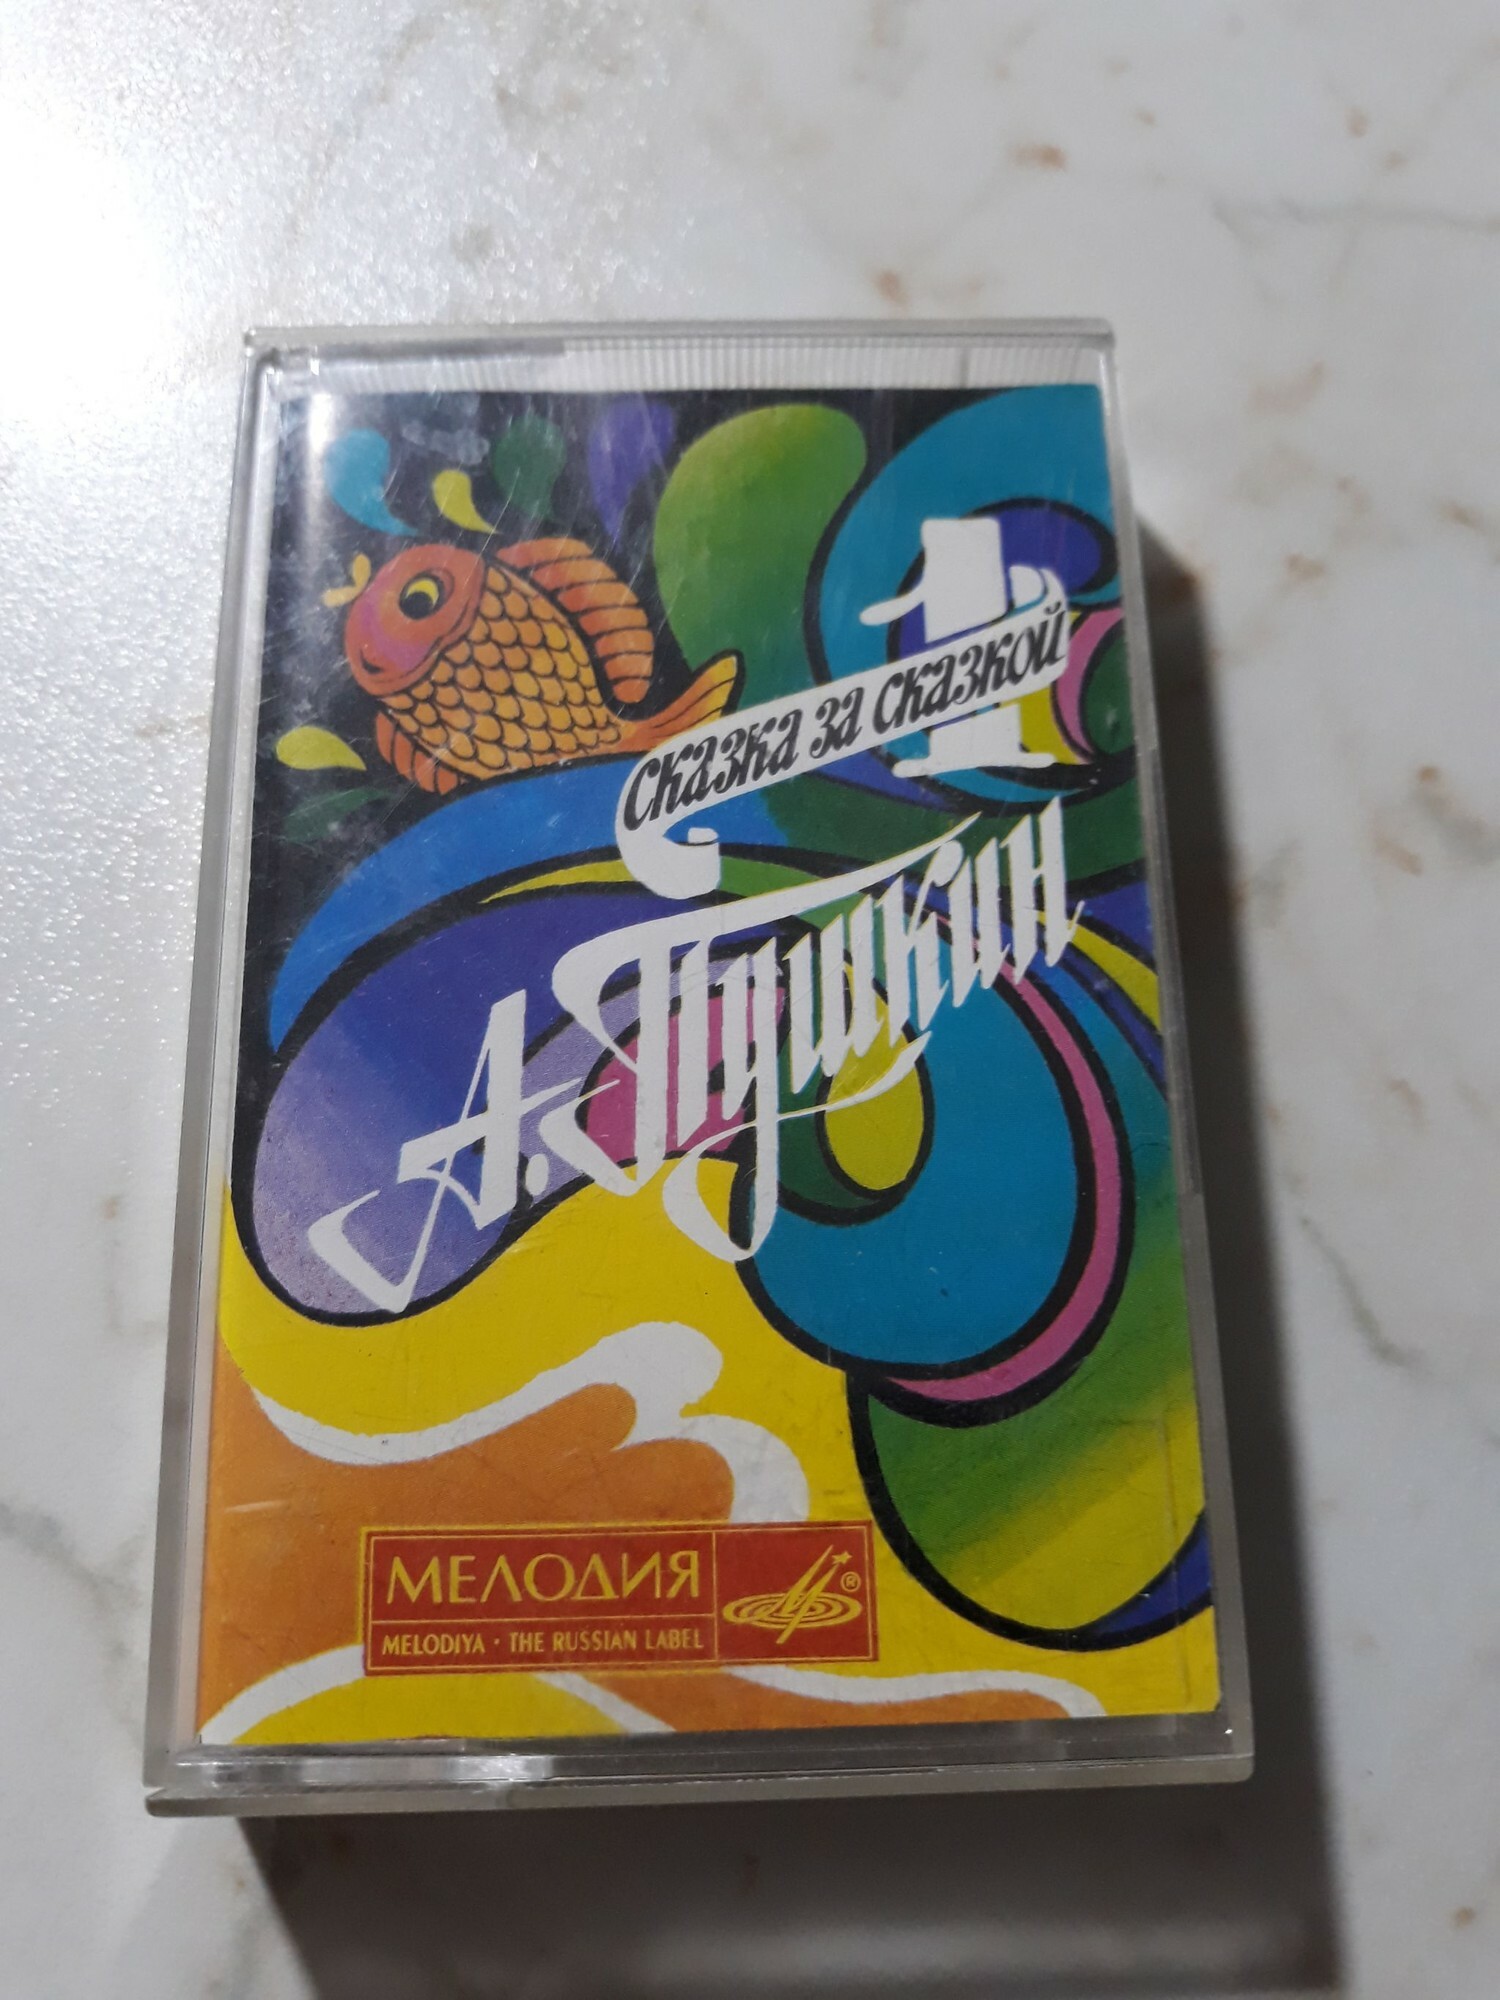 1
сказка за сказкой
А. Пушкин
МЕЛОДИЯ
®
MELODIYA • THE RUSSIAN LABEL